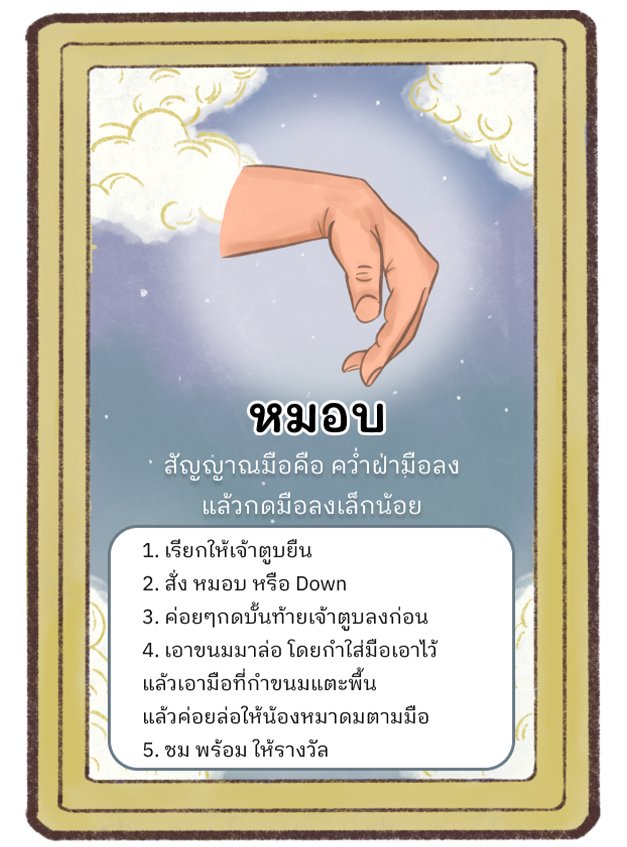 หมอบ
สัญญาณมือคือ คว่ำฝ่ามือลง
แล้วกดมือลงเล็กน้อย
1. เรียกให้เจ้าตูบยืน
2. สั่ง หมอบ หรือ Down
3. ค่อยๆกดบั้นท้ายเจ้าตูบลงก่อน
4. เอาขนมมาล่อ โดยกำใส่มือเอาไว้
แล้วเอามือที่กำขนมแตะพื้น
แล้วค่อยล่อให้น้องหมาดมตามมือ
5. ชม พร้อม ให้รางวัล